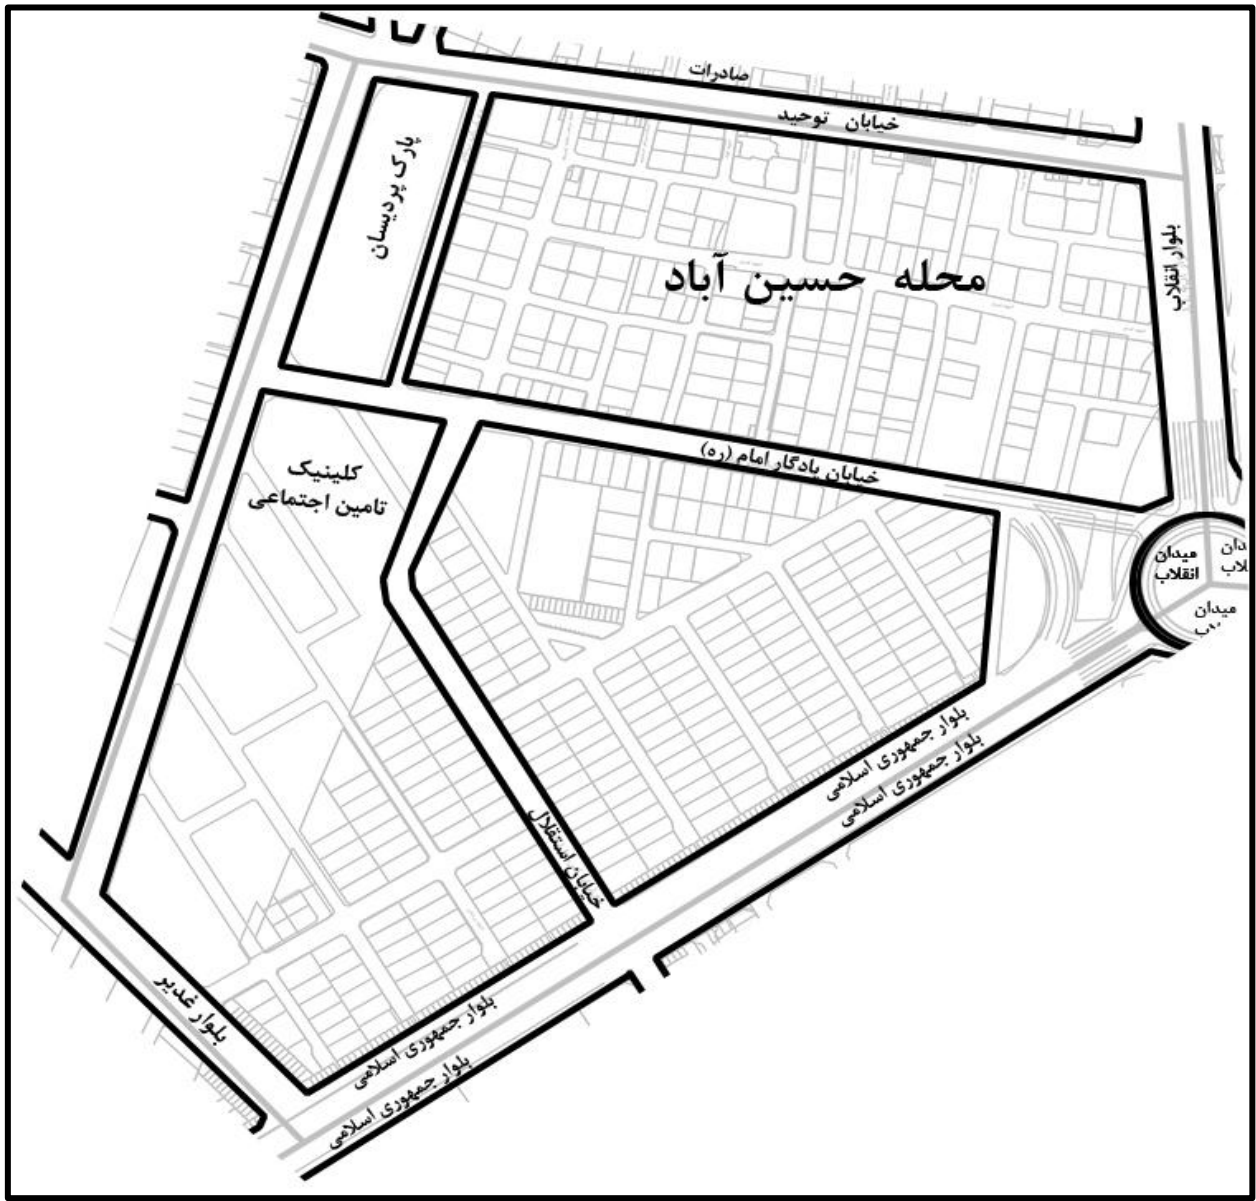 صادرات
خیابان توحید
پارک پردیسان
بلوار انقلاب
محله حسین آباد
خیابان یادگار امام (ره)
کلینیک
تامین اجتماعی
میدان
انقلاب
میدان
بلوار جمهوری اسلامی
بلوار جمهوری اسلامی
خیابان استقلال
بلوار غدیر
بلوار جمهوری اسلامی
بلوار جمهوری اسلامی